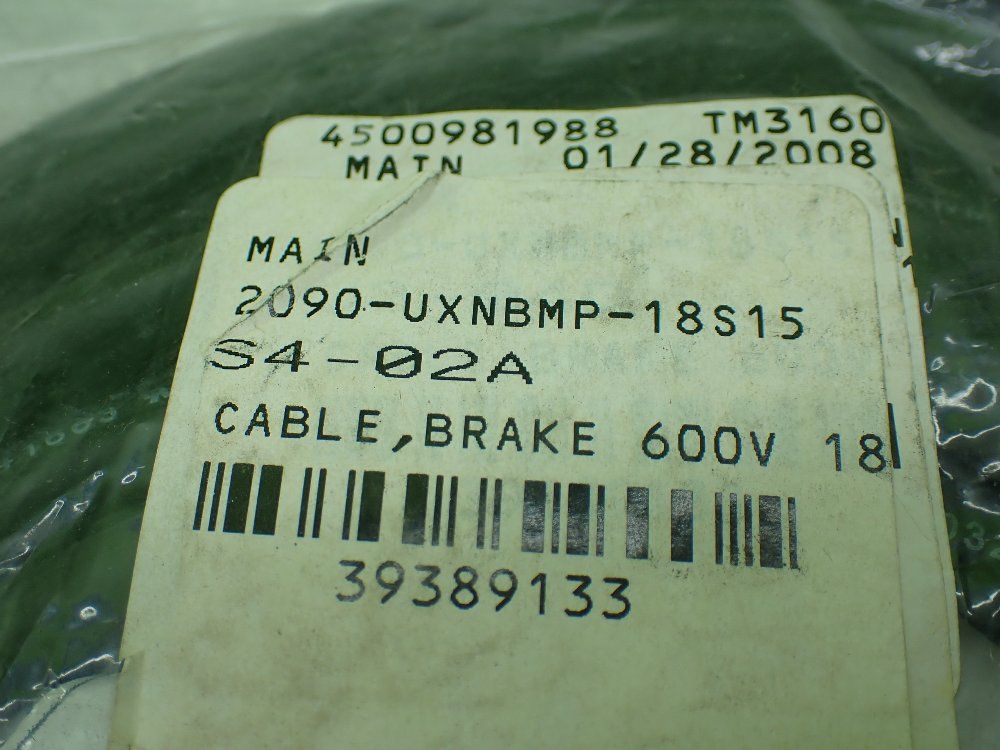 4500981988 TM3160
MAIN 01/28/2008
MAIN
2090-UXNBMP-18S15
S4-02A
CABLE,BRAKE 600V 18
39389133